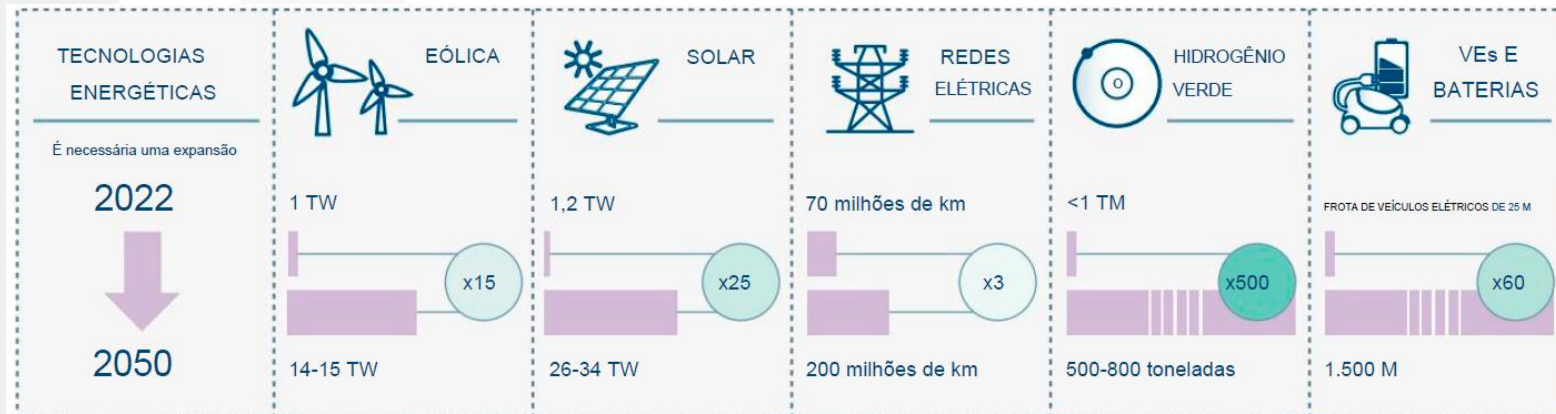 TECNOLOGIAS
ENERGÉTICAS
É necessária uma expansão
2022
2050
EÓLICA
1 TW
x15
14-15 TW
SOLAR
1,2 TW
x25
26-34 TW
REDES
ELÉTRICAS
70 milhões de km
x3
200 milhões de km
HIDROGÊNIO
VERDE
O
<1 TM
x500
500-800 toneladas
VEs E
BATERIAS
FROTA DE VEÍCULOS ELÉTRICOS DE 25 M
x60
1.500 M